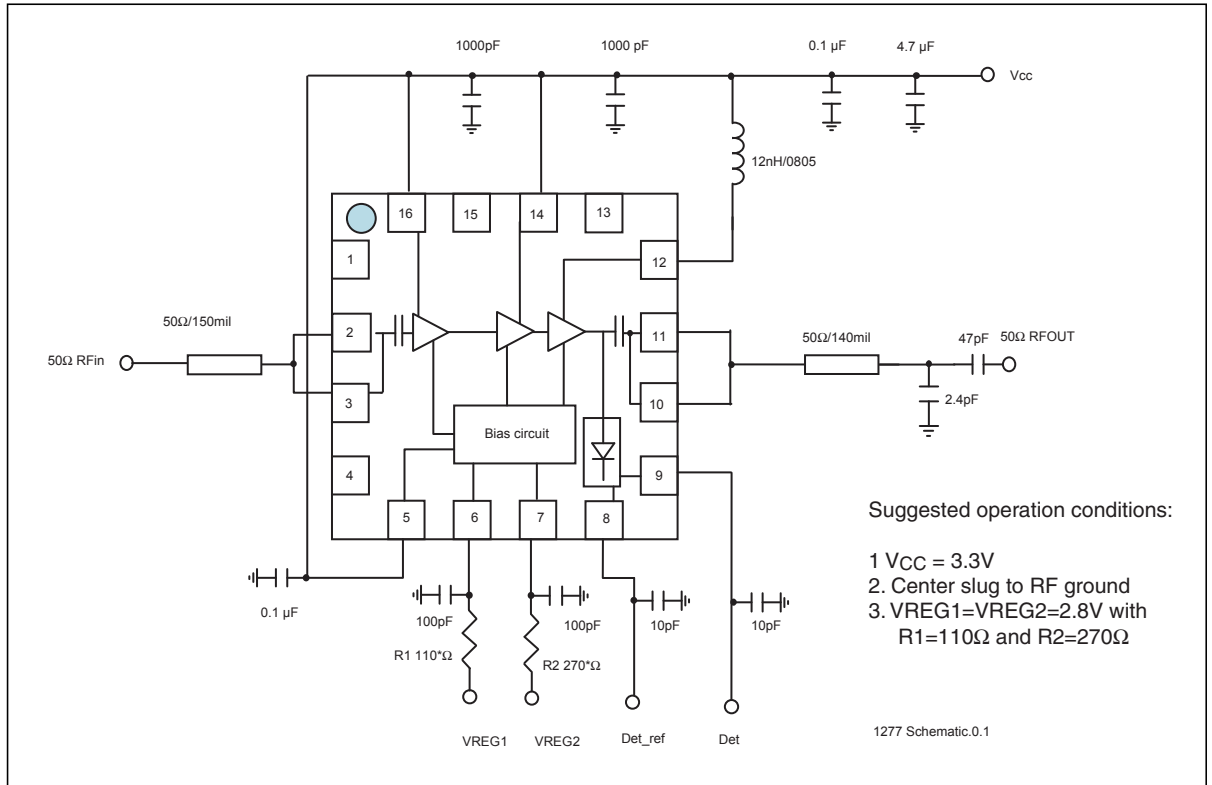 1000pF
1000 pF
0.1 µF
4.7 µF
Vcc
12nH/0805
16
15
14
13
1
12
50Ω/150mil
2
11
50Ω/140mil
47pF
50Ω RFOUT
50Ω RFin
3
10
2.4pF
Bias circuit
4
9
5
6
7
8
Suggested operation conditions:
1 VCC = 3.3V
2. Center slug to RF ground
3. VREG1=VREG2=2.8V with
R1=110Ω and R2=270Ω
0.1 µF
100pF
100pF
10pF
10pF
R1 110*Ω
R2 270*Ω
VREG1
VREG2
Det_ref
Det
1277 Schematic.0.1